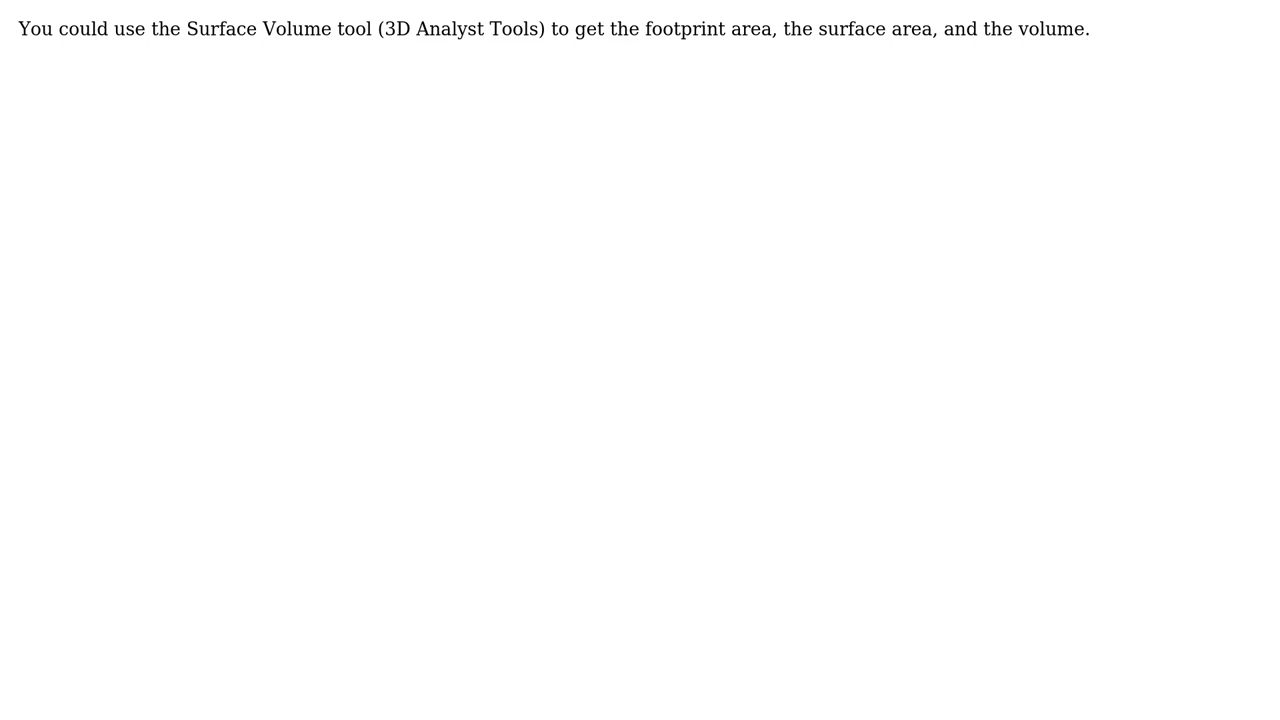 You could use the Surface Volume tool (3D Analyst Tools) to get the footprint area, the surface area, and the volume.